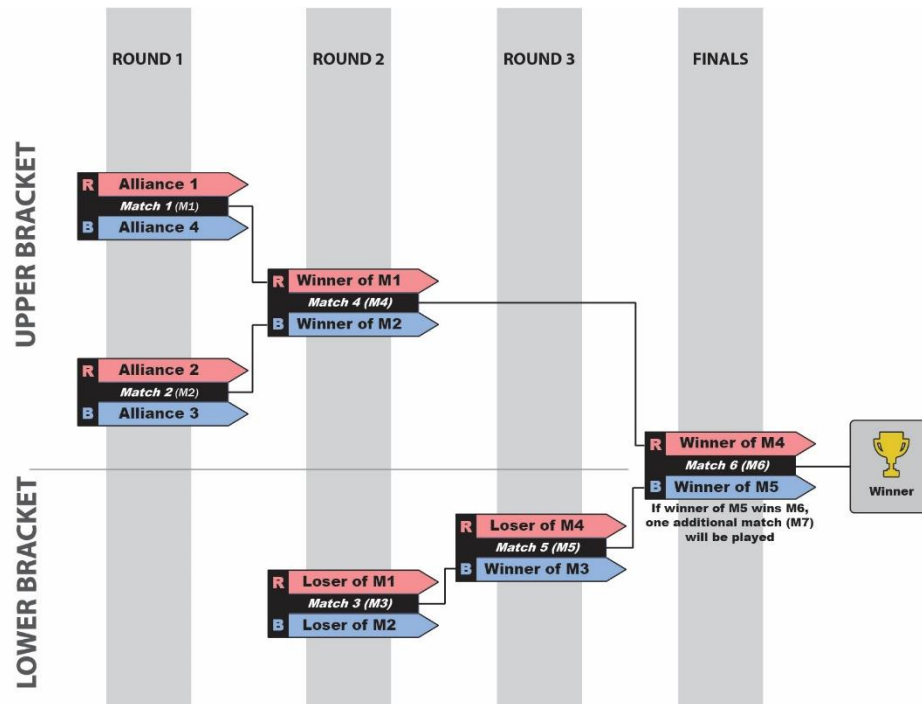 ROUND 1
ROUND 2
ROUND 3
FINALS
UPPER BRACKET
R Alliance 1
Match 1 (M1)
B Alliance 4
R Winner of M1
Match 4 (M4)
B Winner of M2
R Alliance 2
Match 2 (M2)
B Alliance 3
R Winner of M4
Match 6 (M6)
B Winner of M5
If winner of M5 wins M6,
one additional match (M7)
will be played
Winner
LOWER BRACKET
R Loser of M4
Match 5 (M5)
B Winner of M3
R Loser of M1
Match 3 (M3)
B Loser of M2